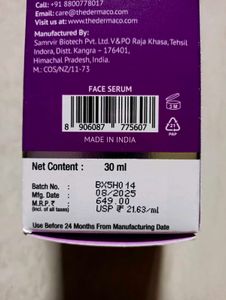 Call: +91 8800778017
Email: care@thedermaco.com
www.thedermaco.com
Manufactured By:
Samrvir Biotech Pvt. Ltd. V&PO Raja Khasa, Tehsil
Indora, Distt. Kangra - 176401,
Himachal Pradesh, India.
M.: COS/NZ/11-73
FACE SERUM
8 906087 775607
21
PAP
MADE IN INDIA
Net Content : 30 ml
Batch No. : BX5H014
Mfg. Date : 08/2025
M.R.P. ₹ : 649.00
(Incl. of all taxes) USP ₹ 21.63/ml
Use Before 24 Months From Manufacturing Date